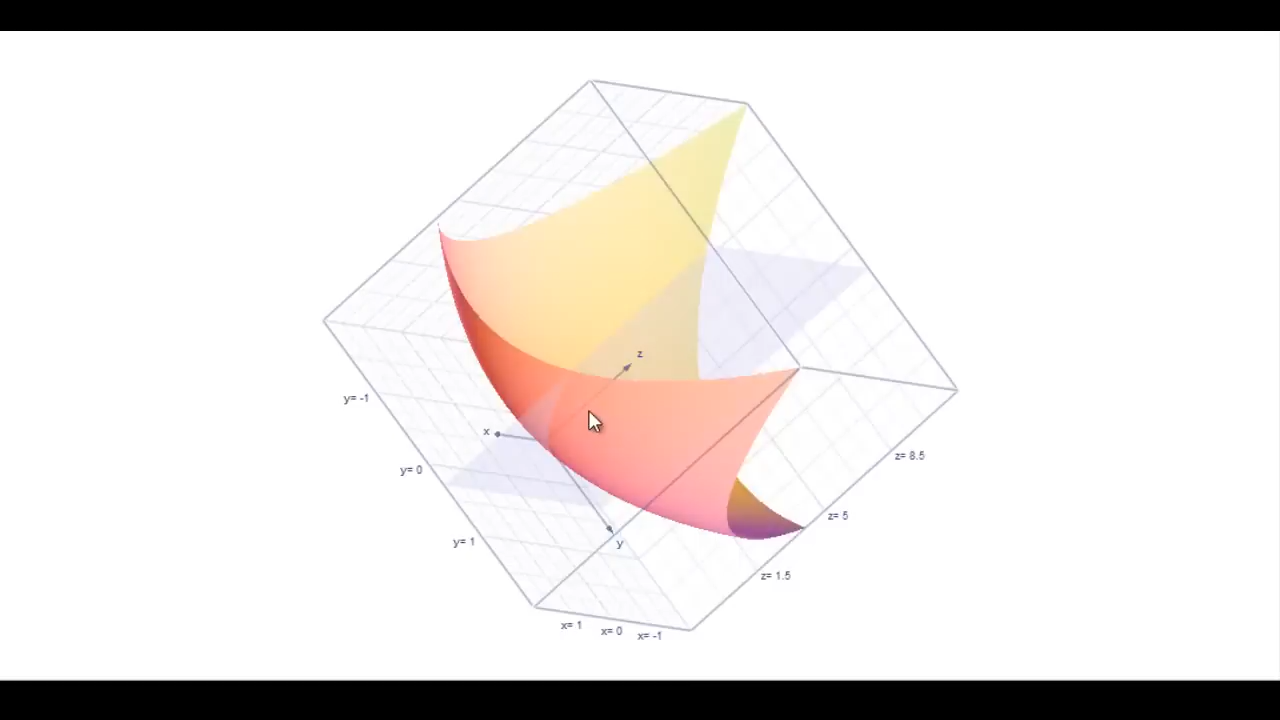 z
y= -1
x
z= 8.5
y= 0
z= 5
y= 1
y
z= 1.5
x= 1
x= 0
x= -1